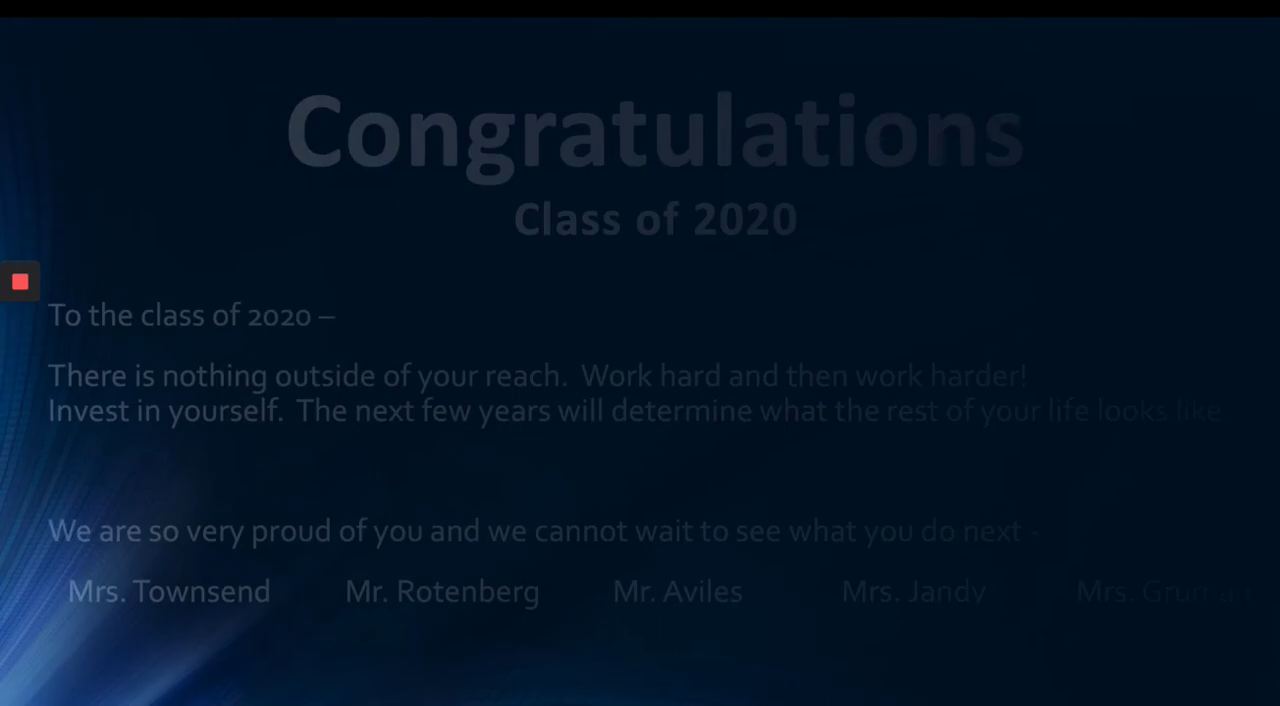 Congratulations
Class of 2020
To the class of 2020 –
There is nothing outside of your reach. Work hard and then work harder!
Invest in yourself. The next few years will determine what the rest of your life looks like
We are so very proud of you and we cannot wait to see what you do next -
Mrs. Townsend Mr. Rotenberg Mr. Aviles Mrs. Jandy Mrs.